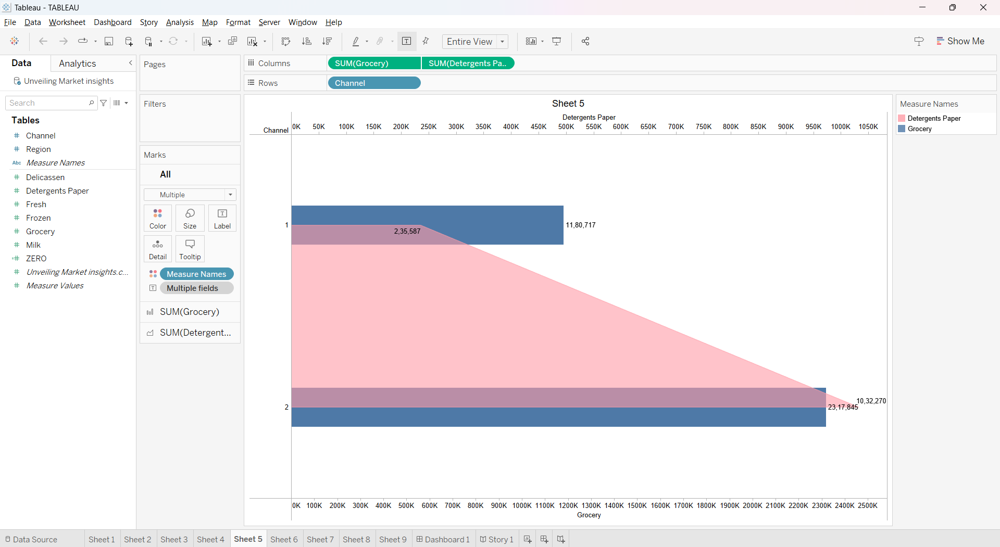 Tableau - TABLEAU
File Data Worksheet Dashboard Story Analysis Map Format Server Window Help
Entire View
Show Me
Data Analytics
Unveiling Market insights
Search
Tables
Channel
Region
Abc Measure Names
Delicassen
Detergents Paper
Fresh
Frozen
Grocery
Milk
ZERO
Unveiling Market insights.c...
Measure Values
Pages
Filters
Marks
All
Multiple
Color Size Label
Detail Tooltip
Measure Names
Multiple fields
SUM(Grocery)
SUM(Detergent...
Columns SUM(Grocery) SUM(Detergents Pa..
Rows Channel
Sheet 5
Detergents Paper
Channel 0K 50K 100K 150K 200K 250K 300K 350K 400K 450K 500K 550K 600K 650K 700K 750K 800K 850K 900K 950K 1000K 1050K
1 11,80,717
2,35,587
10,32,270
2 23,17,845
0K 100K 200K 300K 400K 500K 600K 700K 800K 900K 1000K 1100K 1200K 1300K 1400K 1500K 1600K 1700K 1800K 1900K 2000K 2100K 2200K 2300K 2400K 2500K
Grocery
Measure Names
Detergents Paper
Grocery
Data Source Sheet 1 Sheet 2 Sheet 3 Sheet 4 Sheet 5 Sheet 6 Sheet 7 Sheet 8 Sheet 9 Dashboard 1 Story 1